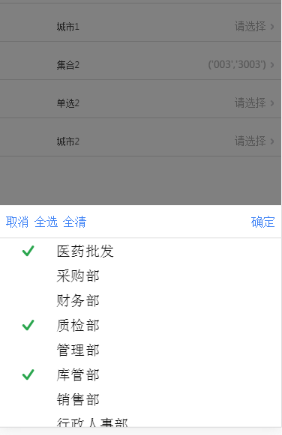 城市1 请选择 >
集合2 ('003','3003') >
单选2 请选择 >
城市2 请选择 >
取消 全选 全清 确定
医药批发
采购部
财务部
质检部
管理部
库管部
销售部
行政人事部